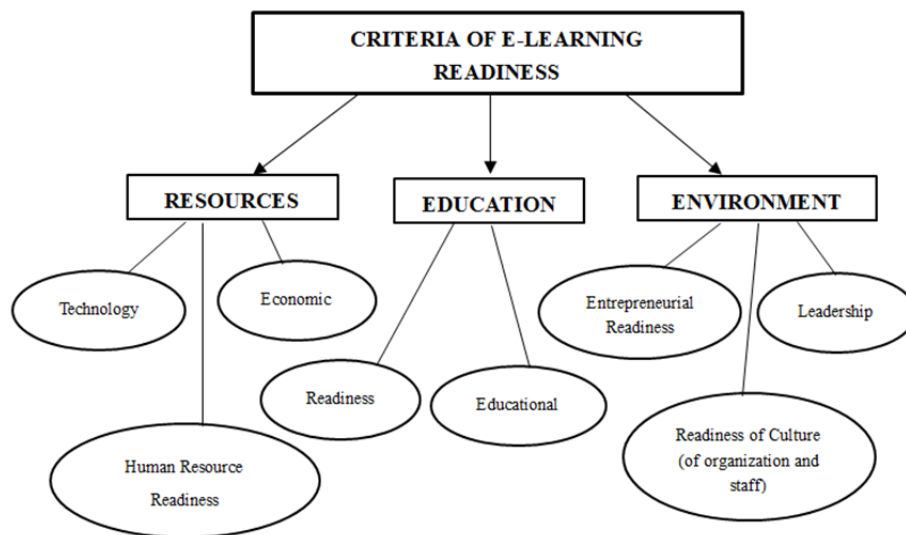 CRITERIA OF E-LEARNING
READINESS
RESOURCES
EDUCATION
ENVIRONMENT
Technology
Economic
Entrepreneurial
Readiness
Leadership
Readiness
Educational
Human Resource
Readiness
Readiness of Culture
(of organization and
staff)